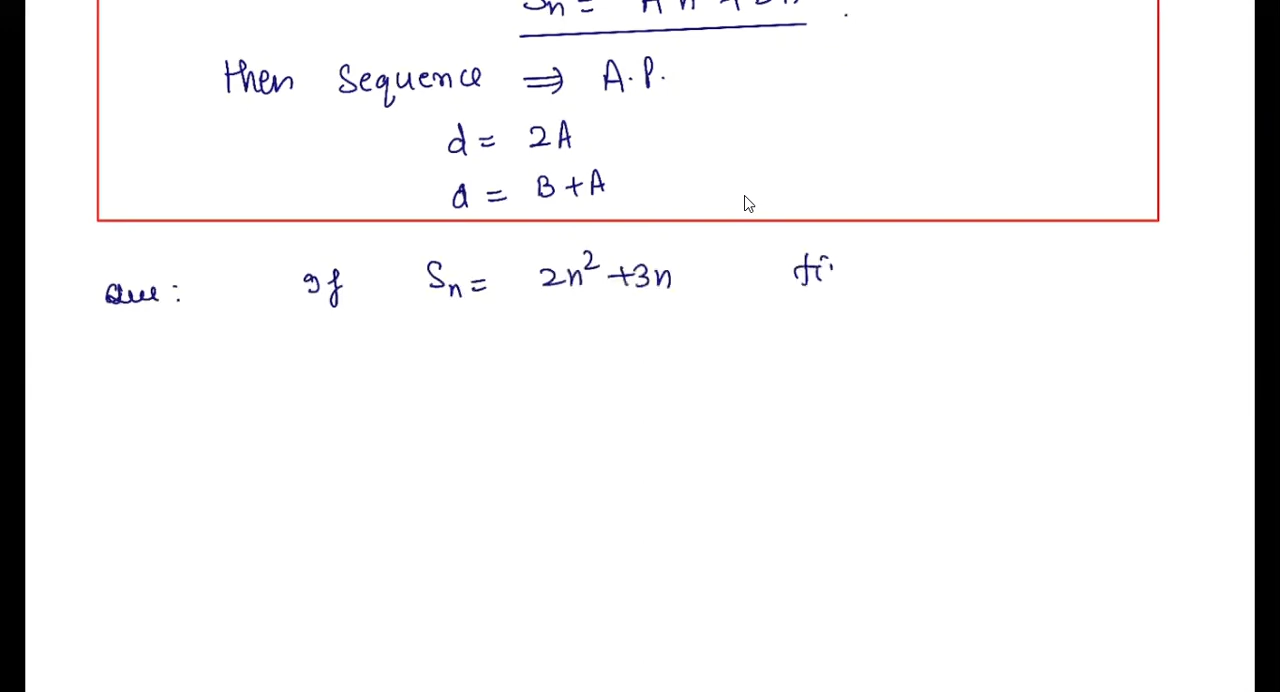 then Sequence ⇒ A.P.
d = 2A
a = B + A
Que : If Sₙ = 2n² + 3n